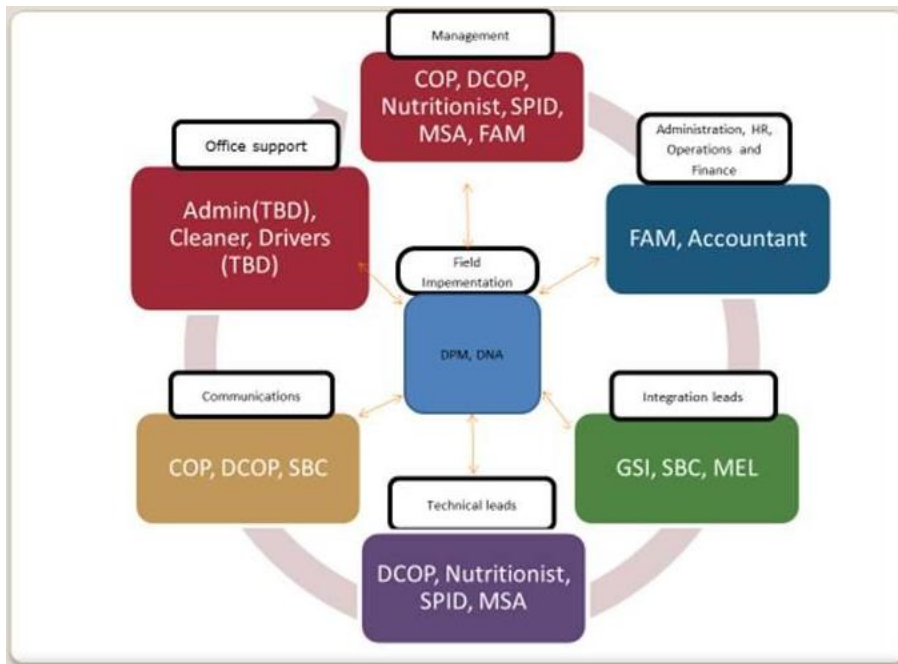 Management
COP, DCOP,
Nutritionist, SPID,
MSA, FAM
Administration, HR,
Operations and
Finance
FAM, Accountant
Office support
Admin(TBD),
Cleaner, Drivers
(TBD)
Field
Impementation
DPM, DNA
Communications
COP, DCOP, SBC
Integration leads
GSI, SBC, MEL
Technical leads
DCOP, Nutritionist,
SPID, MSA